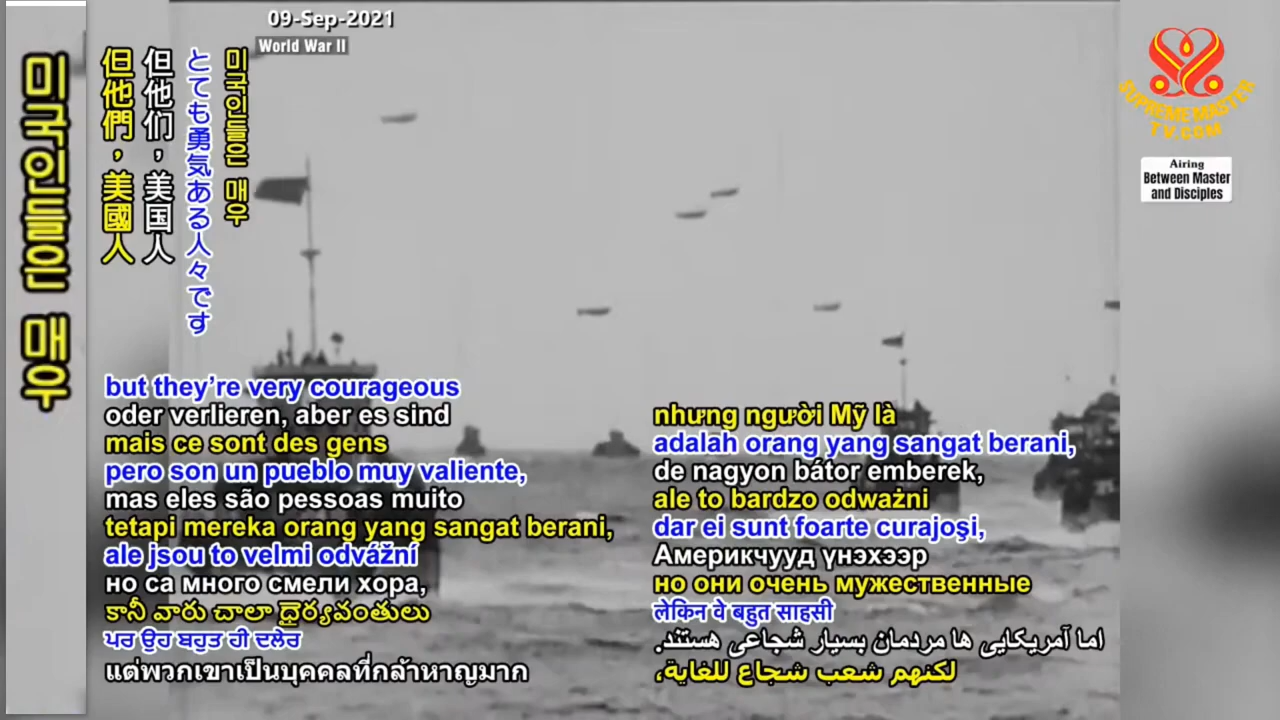 09-Sep-2021
World War II
미국인들은 매우
미국인들은 매우
とても勇気ある人々です
但他们，美国人
但他們，美國人
SUPREME MASTER
TV.COM
Airing
Between Master
and Disciples
but they’re very courageous
oder verlieren, aber es sind
mais ce sont des gens
pero son un pueblo muy valiente,
mas eles são pessoas muito
tetapi mereka orang yang sangat berani,
ale jsou to velmi odvážní
но са много смели хора,
కానీ వారు చాలా ధైర్యవంతులు
ਪਰ ਉਹ ਬਹੁਤ ਹੀ ਦਲੇਰ
แต่พวกเขาเป็นบุคคลที่กล้าหาญมาก
nhưng người Mỹ là
adalah orang yang sangat berani,
de nagyon bátor emberek,
ale to bardzo odważni
dar ei sunt foarte curajoşi,
Америкчууд үнэхээр
но они очень мужественные
लेकिन वे बहुत साहसी
اما آمریکایی ها مردمان بسیار شجاعی هستند.
لكنهم شعب شجاع للغاية،